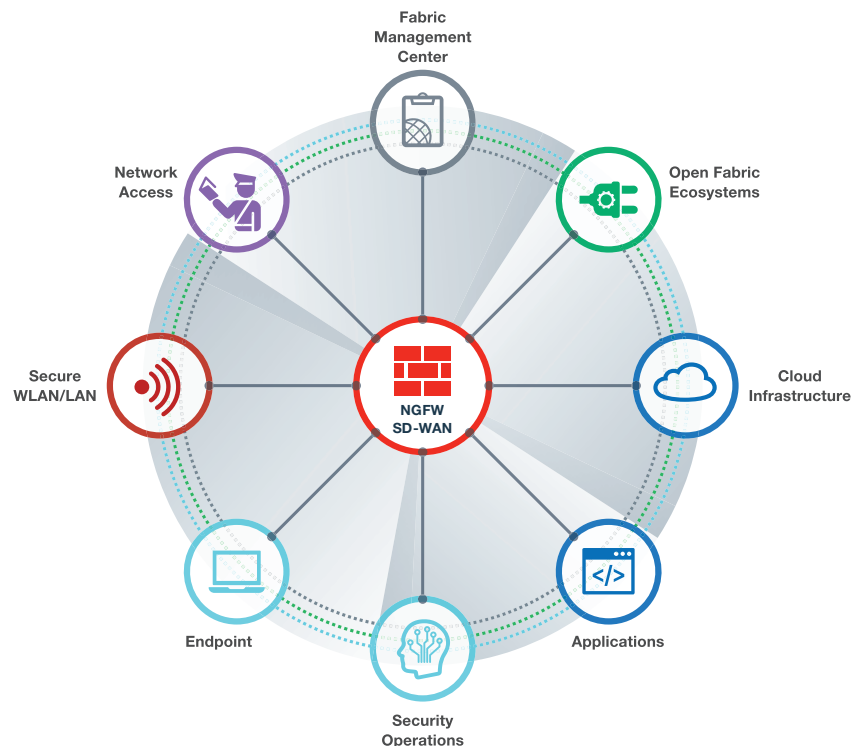 Fabric
Management
Center
Network
Access
Open Fabric
Ecosystems
Secure
WLAN/LAN
NGFW
SD-WAN
Cloud
Infrastructure
</>
Endpoint
Applications
Security
Operations